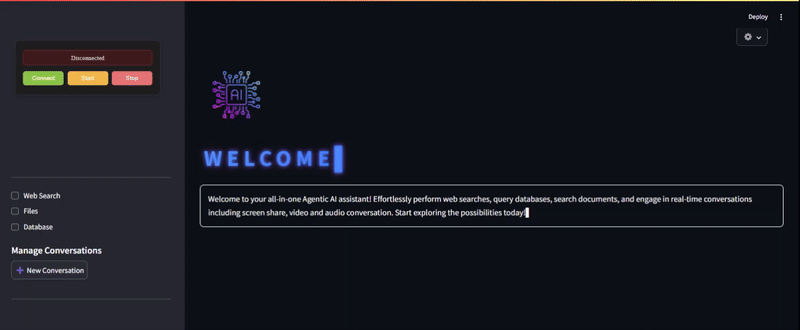 Deploy
Disconnected
Connect Start Stop
AI
WELCOME
Welcome to your all-in-one Agentic AI assistant! Effortlessly perform web searches, query databases, search documents, and engage in real-time conversations
including screen share, video and audio conversation. Start exploring the possibilities today!
Web Search
Files
Database
Manage Conversations
New Conversation